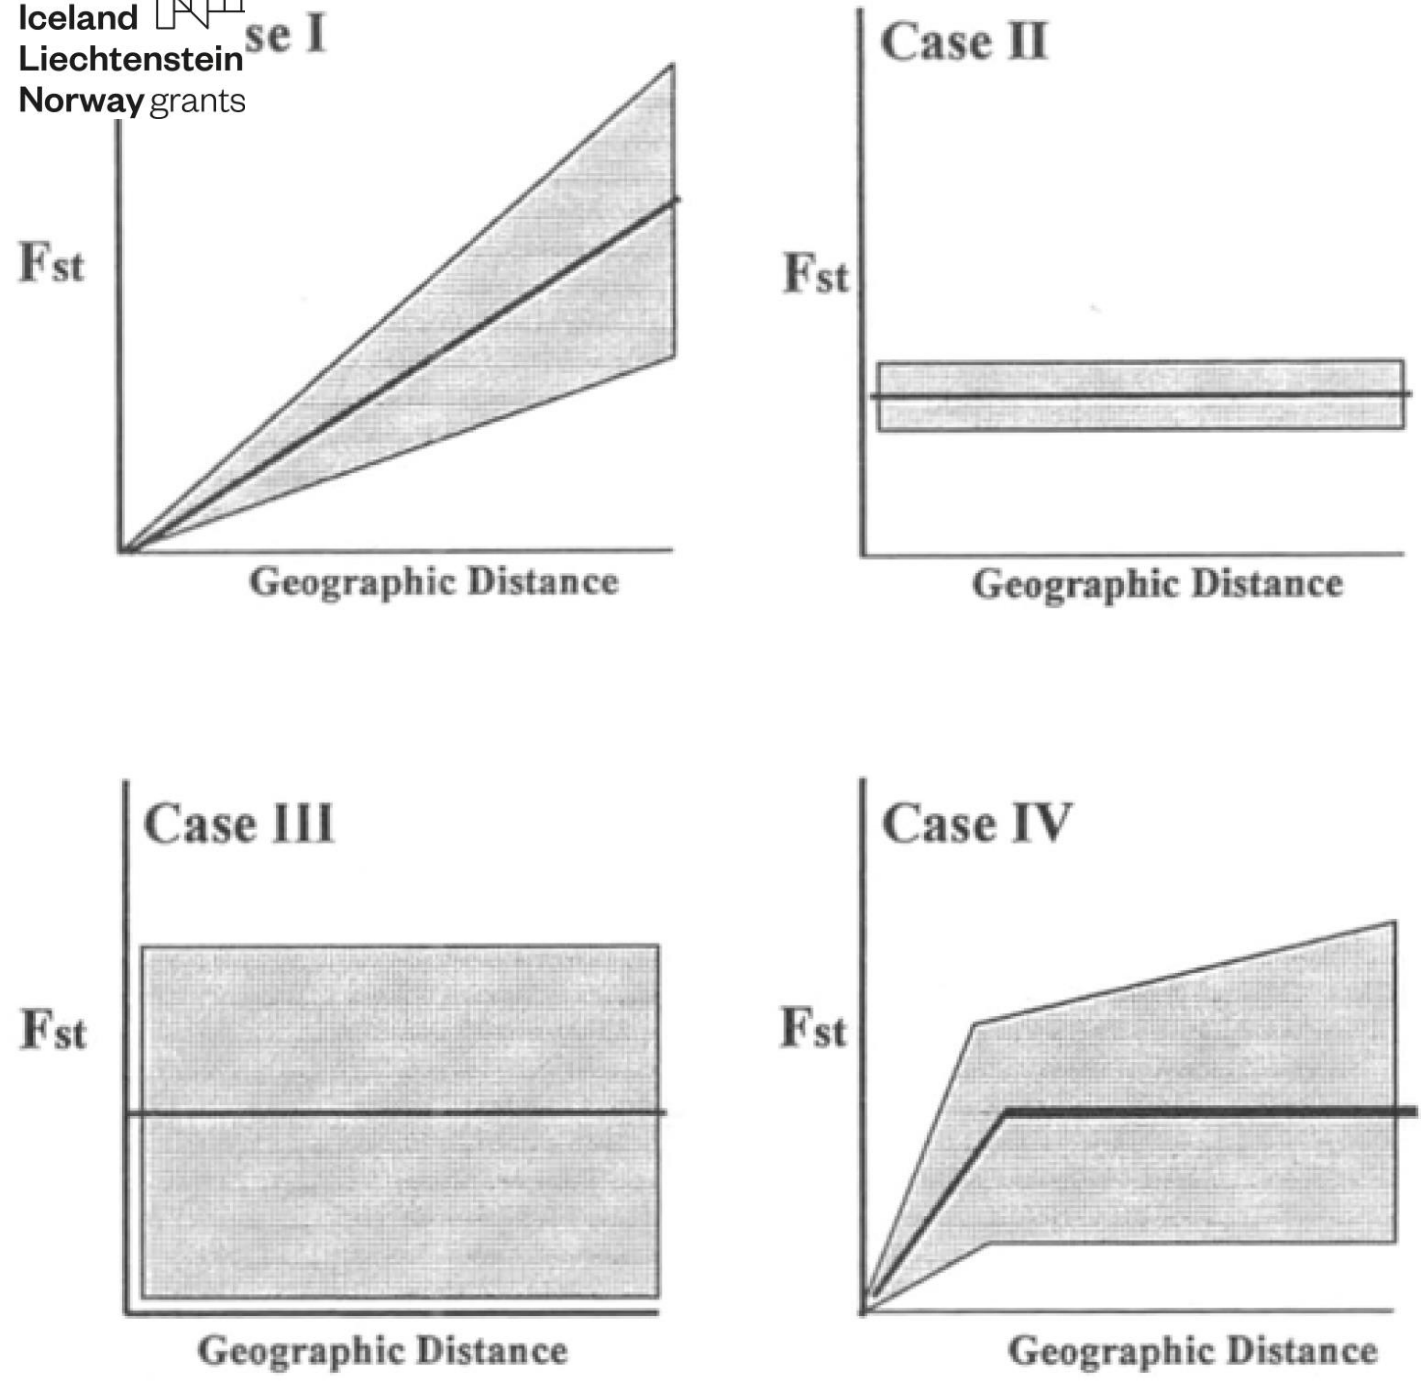 Iceland
Liechtenstein
Norway grants
se I
Fst
Geographic Distance
Case II
Fst
Geographic Distance
Case III
Fst
Geographic Distance
Case IV
Fst
Geographic Distance